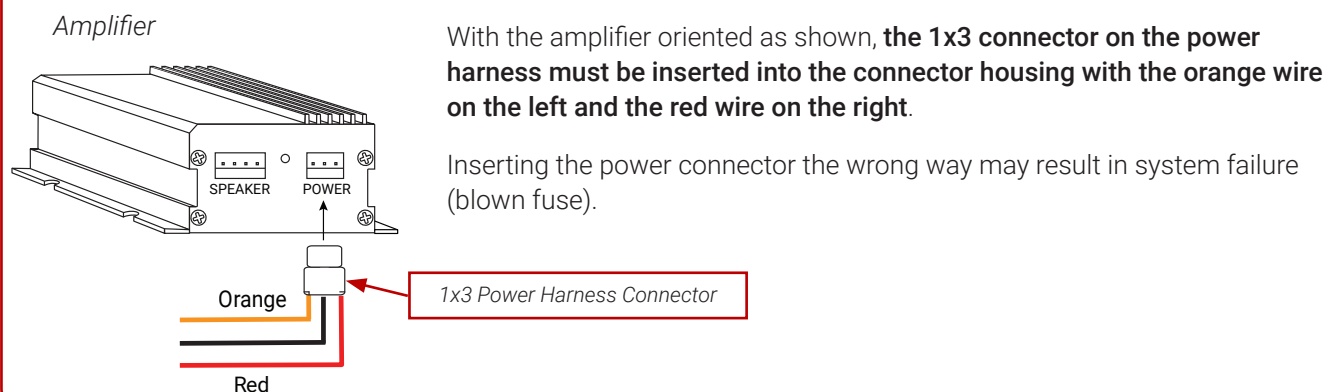 Amplifier
With the amplifier oriented as shown, the 1x3 connector on the power
harness must be inserted into the connector housing with the orange wire
on the left and the red wire on the right.
Inserting the power connector the wrong way may result in system failure
(blown fuse).
SPEAKER
POWER
1x3 Power Harness Connector
Orange
Red